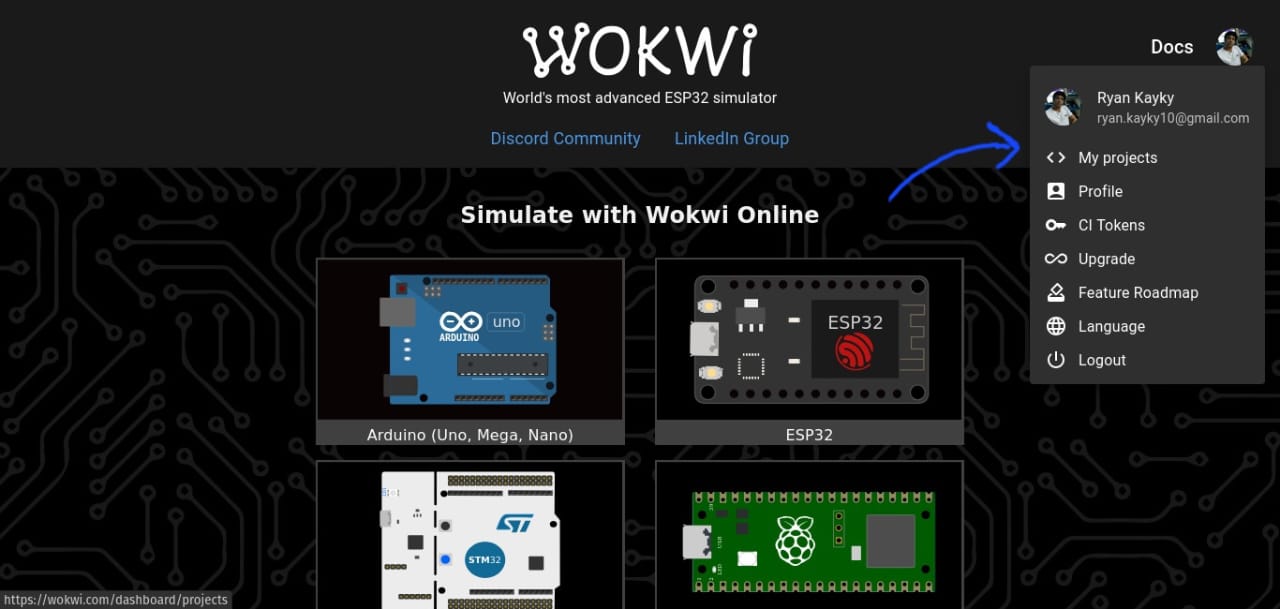 WOKWi
Docs
World's most advanced ESP32 simulator
Discord Community
LinkedIn Group
Ryan Kayky
ryan.kayky10@gmail.com
My projects
Profile
CI Tokens
Upgrade
Feature Roadmap
Language
Logout
Simulate with Wokwi Online
uno
ARDUINO
ESP32
Arduino (Uno, Mega, Nano)
ESP32
ST
STM32
USB
LED
https://wokwi.com/dashboard/projects